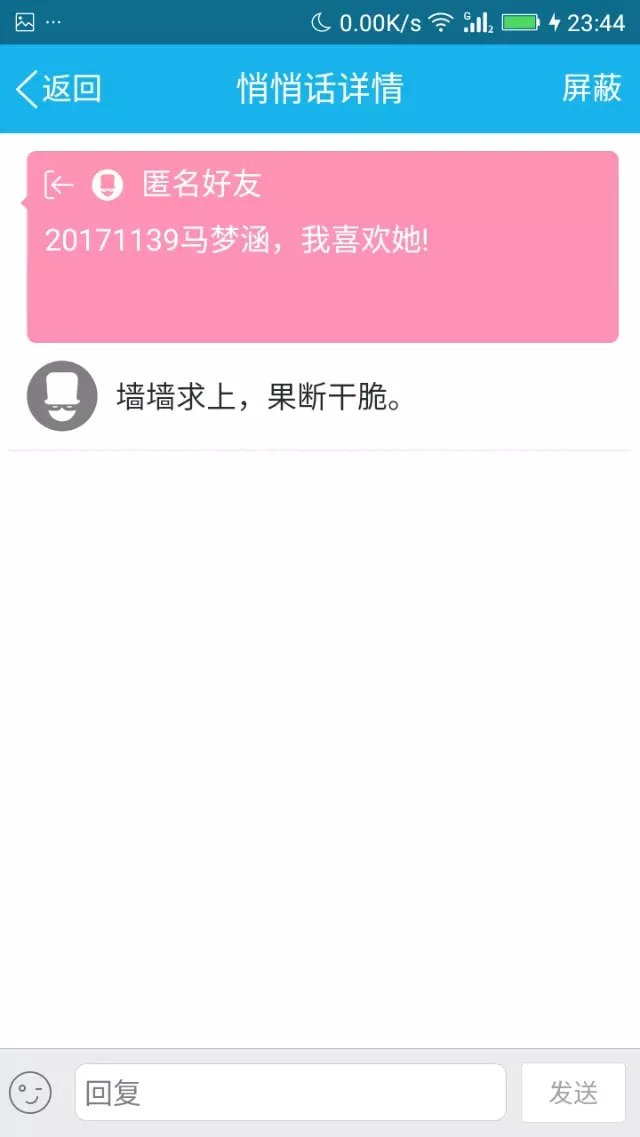 0.00K/s 23:44
返回 悄悄话详情 屏蔽
匿名好友
20171139马梦涵，我喜欢她!
墙墙求上，果断干脆。
回复 发送